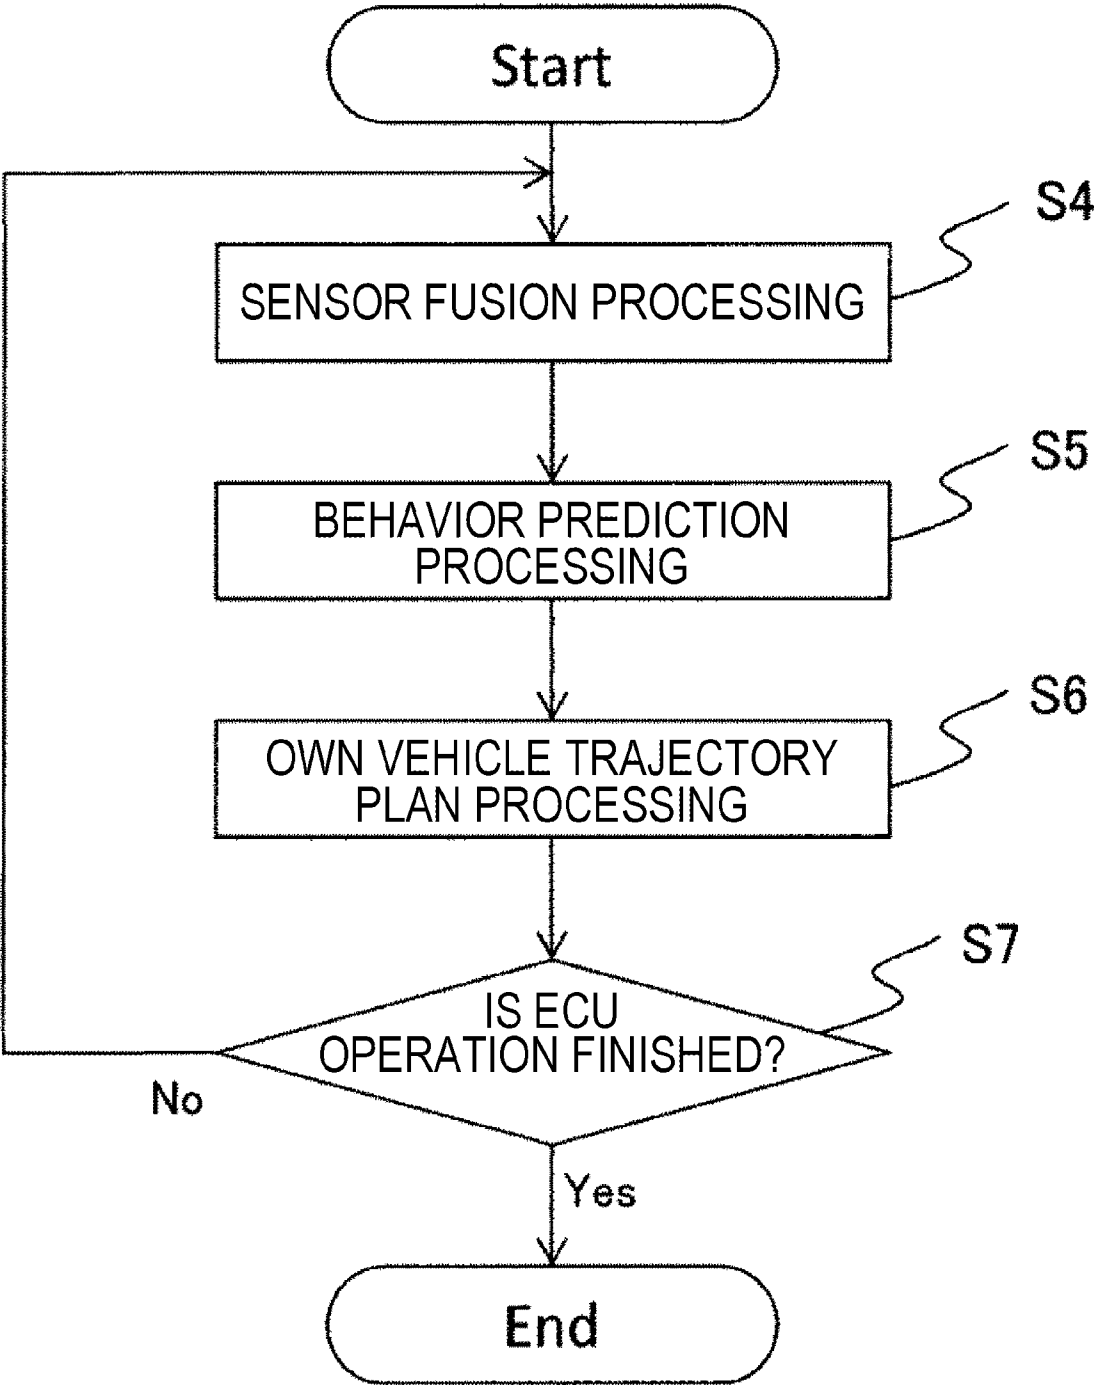 Start
S4
SENSOR FUSION PROCESSING
S5
BEHAVIOR PREDICTION
PROCESSING
S6
OWN VEHICLE TRAJECTORY
PLAN PROCESSING
S7
IS ECU
OPERATION FINISHED?
No
Yes
End